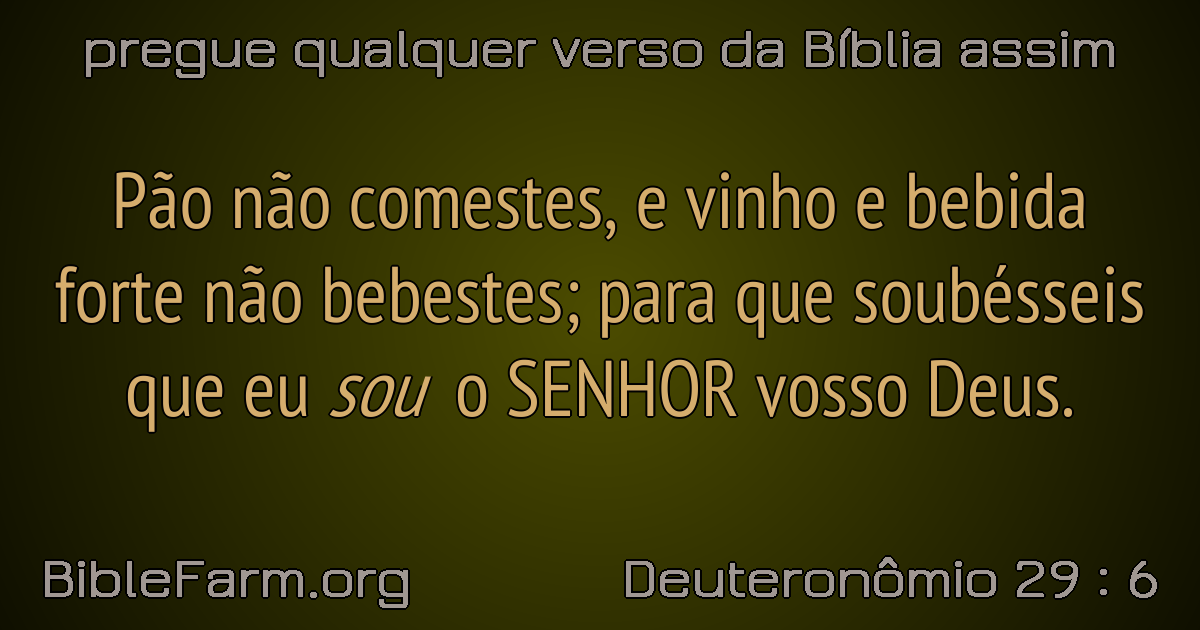 pregue qualquer verso da Bíblia assim
Pão não comestes, e vinho e bebida
forte não bebestes; para que soubésseis
que eu sou o SENHOR vosso Deus.
BibleFarm.org
Deuteronômio 29 : 6